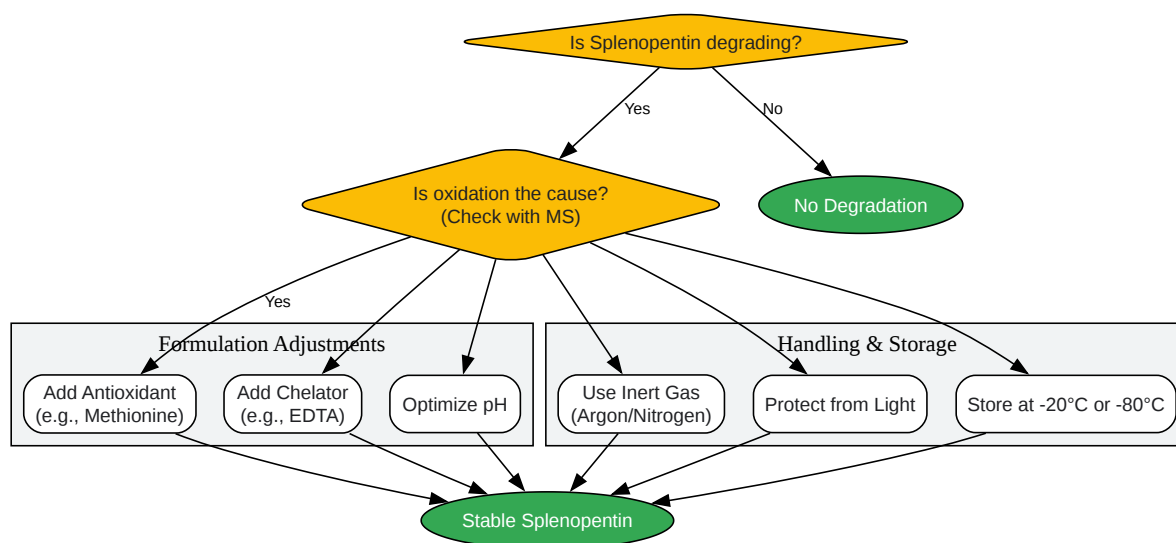 Is Splenopentin degrading?
Yes
No
Is oxidation the cause?
(Check with MS)
No Degradation
Yes
Formulation Adjustments
Handling & Storage
Add Antioxidant
(e.g., Methionine)
Add Chelator
(e.g., EDTA)
Optimize pH
Use Inert Gas
(Argon/Nitrogen)
Protect from Light
Store at -20°C or -80°C
Stable Splenopentin